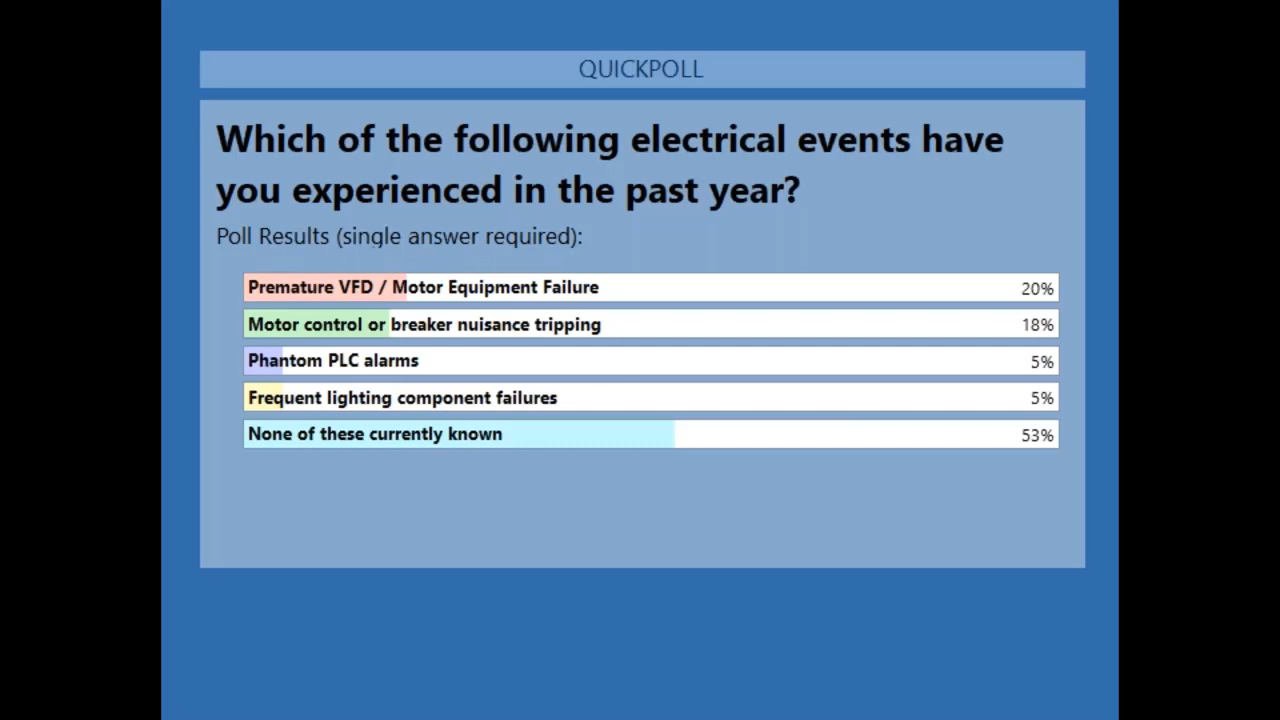 QUICKPOLL
Which of the following electrical events have
you experienced in the past year?
Poll Results (single answer required):
Premature VFD / Motor Equipment Failure 20%
Motor control or breaker nuisance tripping 18%
Phantom PLC alarms 5%
Frequent lighting component failures 5%
None of these currently known 53%